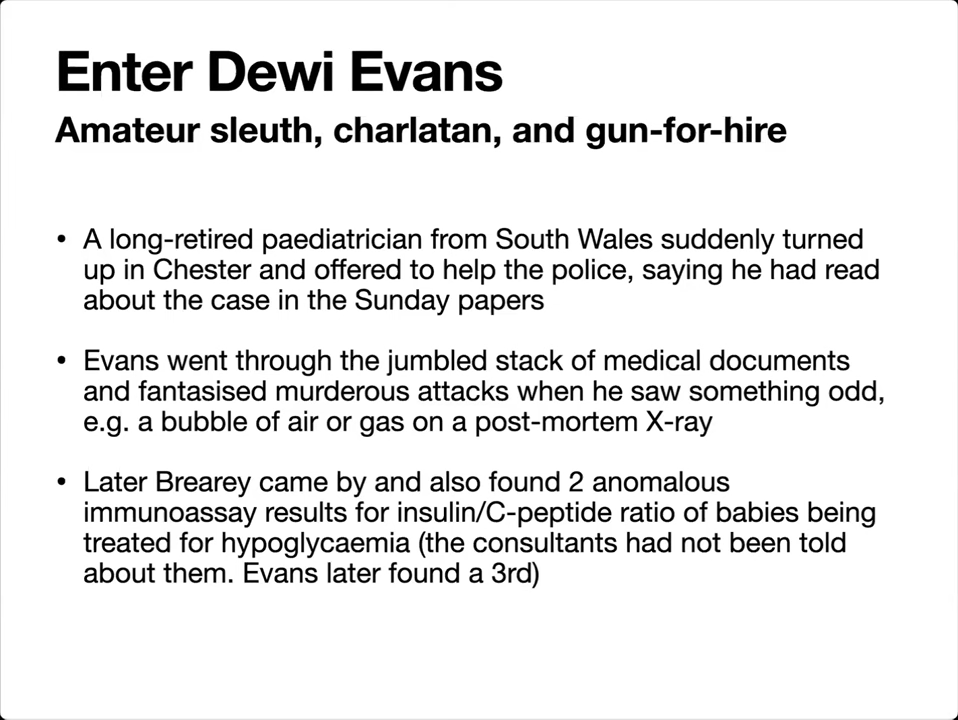 Enter Dewi Evans
Amateur sleuth, charlatan, and gun-for-hire
• A long-retired paediatrician from South Wales suddenly turned
up in Chester and offered to help the police, saying he had read
about the case in the Sunday papers
• Evans went through the jumbled stack of medical documents
and fantasised murderous attacks when he saw something odd,
e.g. a bubble of air or gas on a post-mortem X-ray
• Later Brearey came by and also found 2 anomalous
immunoassay results for insulin/C-peptide ratio of babies being
treated for hypoglycaemia (the consultants had not been told
about them. Evans later found a 3rd)